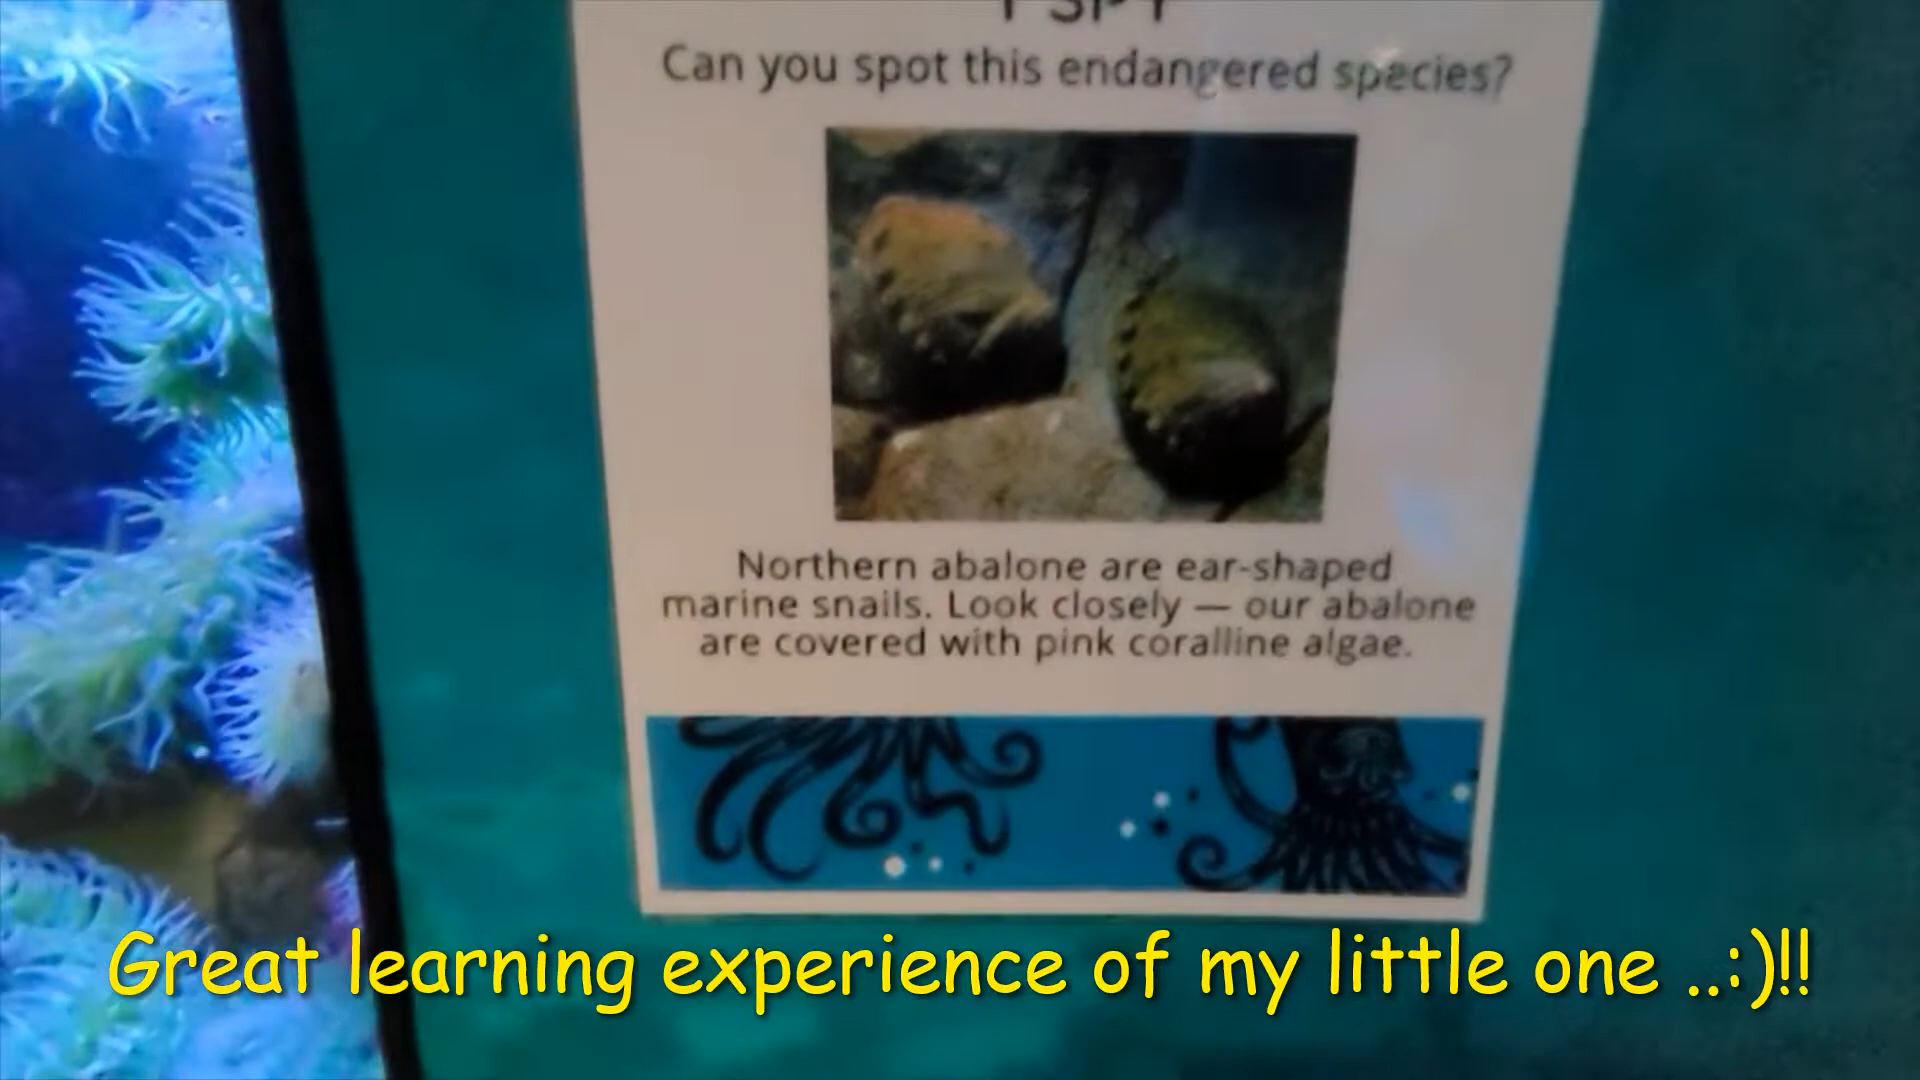 I SPY
Can you spot this endangered species?
Northern abalone are ear-shaped
marine snails. Look closely — our abalone
are covered with pink coralline algae.
Great learning experience of my little one ..:)!!